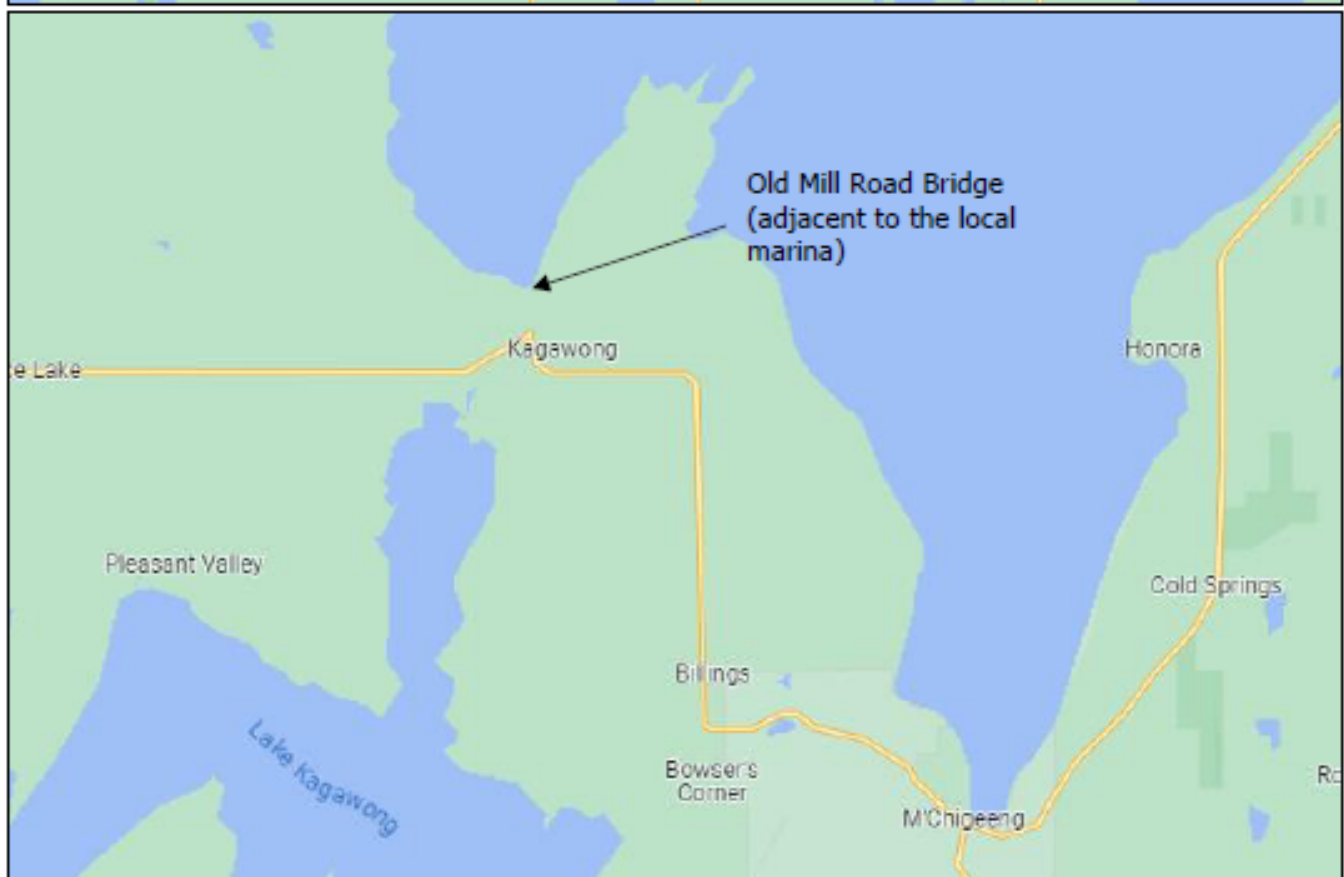 Old Mill Road Bridge
(adjacent to the local
marina)
Kagawong
Honora
e Lake
Pleasant Valley
Cold Springs
Billings
Lake Kagawong
Bowser's
Corner
Ro
M'Chigeeng